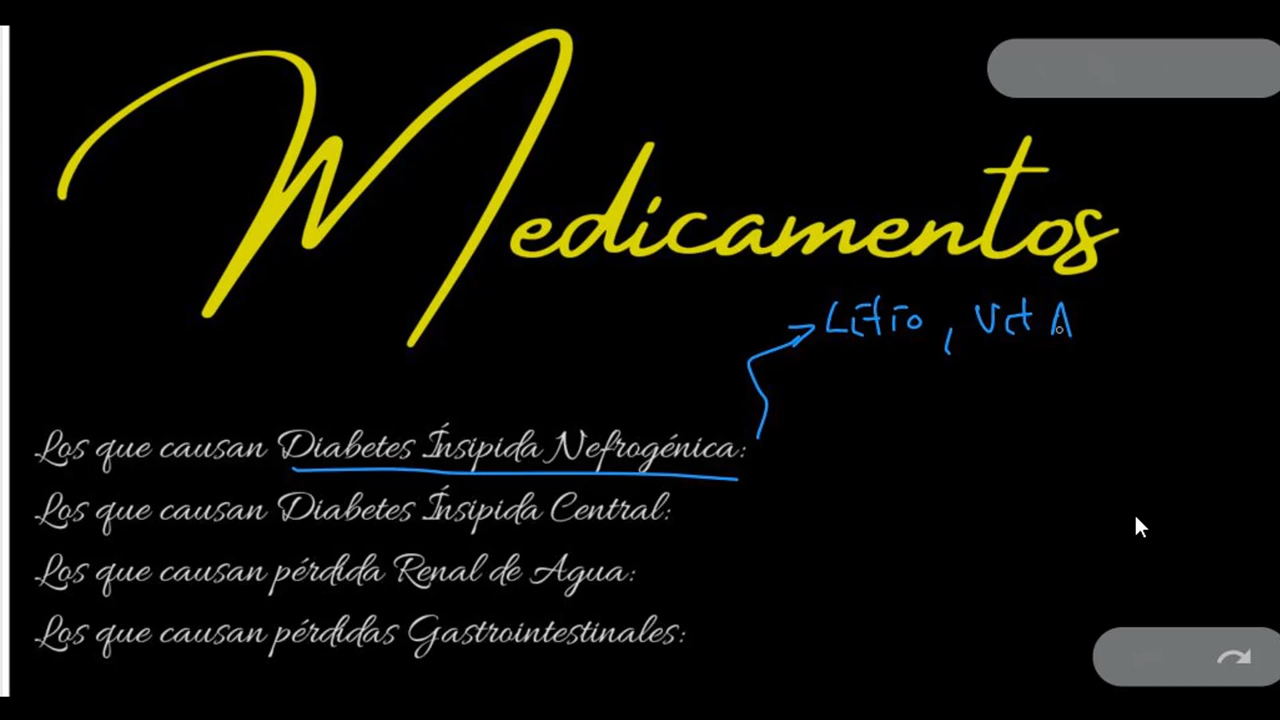 Medicamentos
Litio, Vit A
Los que causan Diabetes Ínsipida Nefrogénica:
Los que causan Diabetes Ínsipida Central:
Los que causan pérdida Renal de Agua:
Los que causan pérdidas Gastrointestinales: